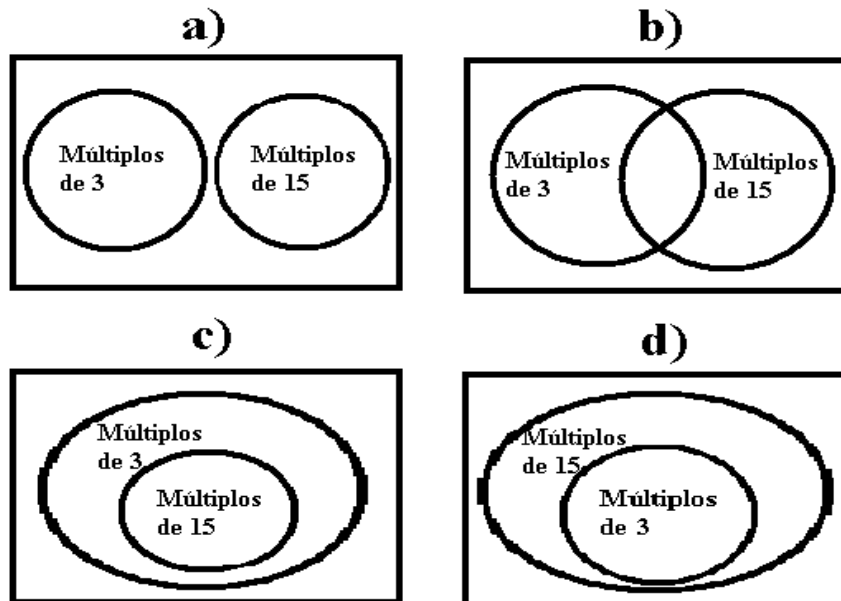 a)
Múltiplos
de 3
Múltiplos
de 15
b)
Múltiplos
de 3
Múltiplos
de 15
c)
Múltiplos
de 3
Múltiplos
de 15
d)
Múltiplos
de 15
Múltiplos
de 3